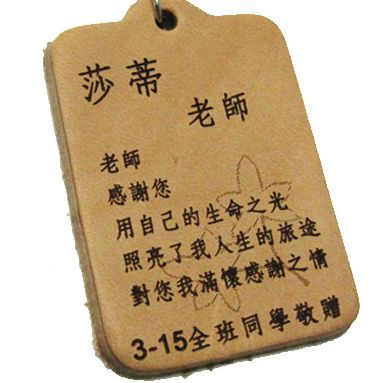 莎蒂
老師
老師
感謝您
用自己的生命之光
照亮了我人生的旅途
對您我滿懷感謝之情
3-15全班同學敬贈